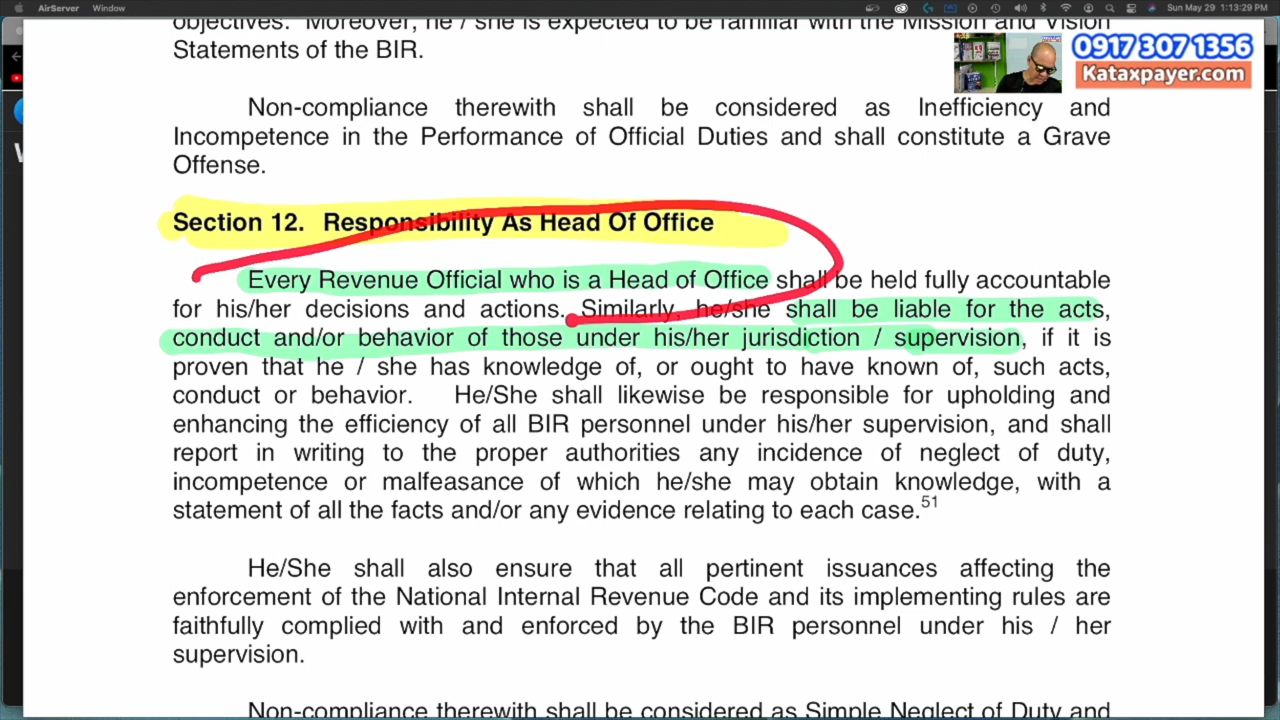 AirServer Window
Sun May 29 1:13:29 PM
objectives. Moreover, he / she is expected to be familiar with the Mission and Vision
Statements of the BIR.
0917 307 1356
Kataxpayer.com
Non-compliance therewith shall be considered as Inefficiency and
Incompetence in the Performance of Official Duties and shall constitute a Grave
Offense.
Section 12. Responsibility As Head Of Office
Every Revenue Official who is a Head of Office shall be held fully accountable
for his/her decisions and actions. Similarly, he/she shall be liable for the acts,
conduct and/or behavior of those under his/her jurisdiction / supervision, if it is
proven that he / she has knowledge of, or ought to have known of, such acts,
conduct or behavior. He/She shall likewise be responsible for upholding and
enhancing the efficiency of all BIR personnel under his/her supervision, and shall
report in writing to the proper authorities any incidence of neglect of duty,
incompetence or malfeasance of which he/she may obtain knowledge, with a
statement of all the facts and/or any evidence relating to each case.51
He/She shall also ensure that all pertinent issuances affecting the
enforcement of the National Internal Revenue Code and its implementing rules are
faithfully complied with and enforced by the BIR personnel under his / her
supervision.
Non-compliance therewith shall be considered as Simple Neglect of Duty and